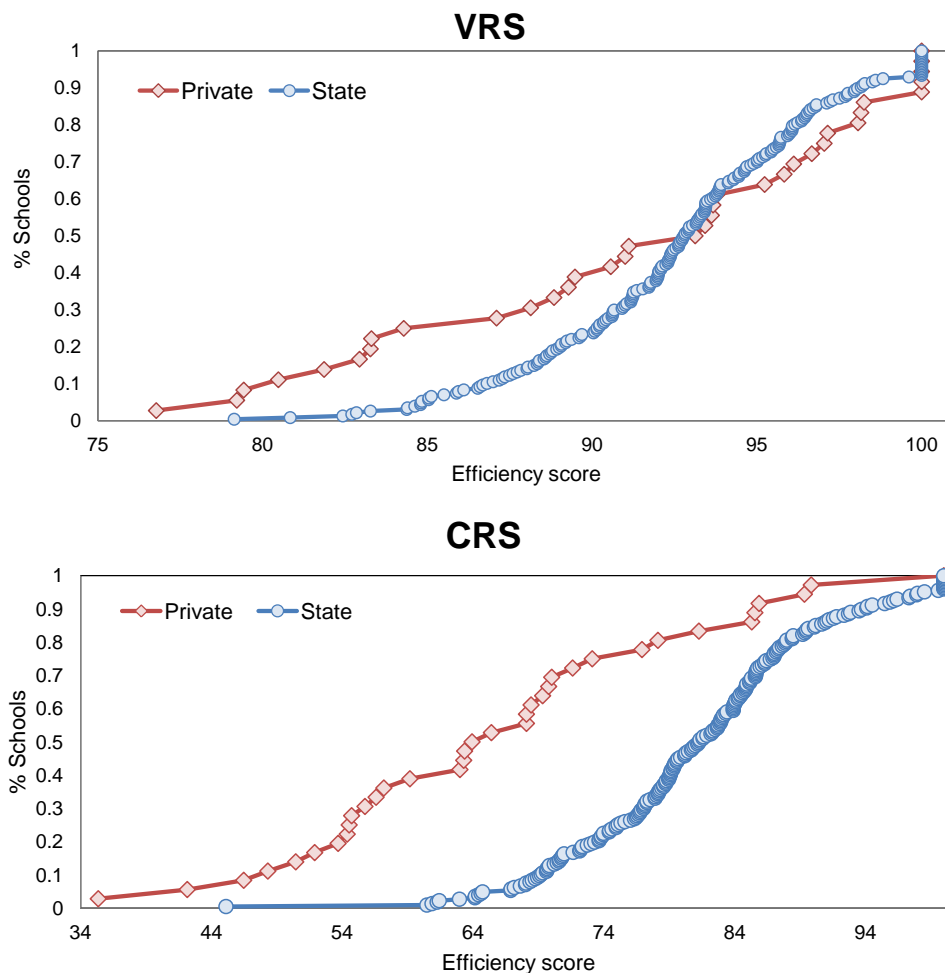 VRS
Private State
% Schools
1
0.9
0.8
0.7
0.6
0.5
0.4
0.3
0.2
0.1
0
75 80 85 90 95 100
Efficiency score
CRS
Private State
% Schools
1
0.9
0.8
0.7
0.6
0.5
0.4
0.3
0.2
0.1
0
34 44 54 64 74 84 94
Efficiency score